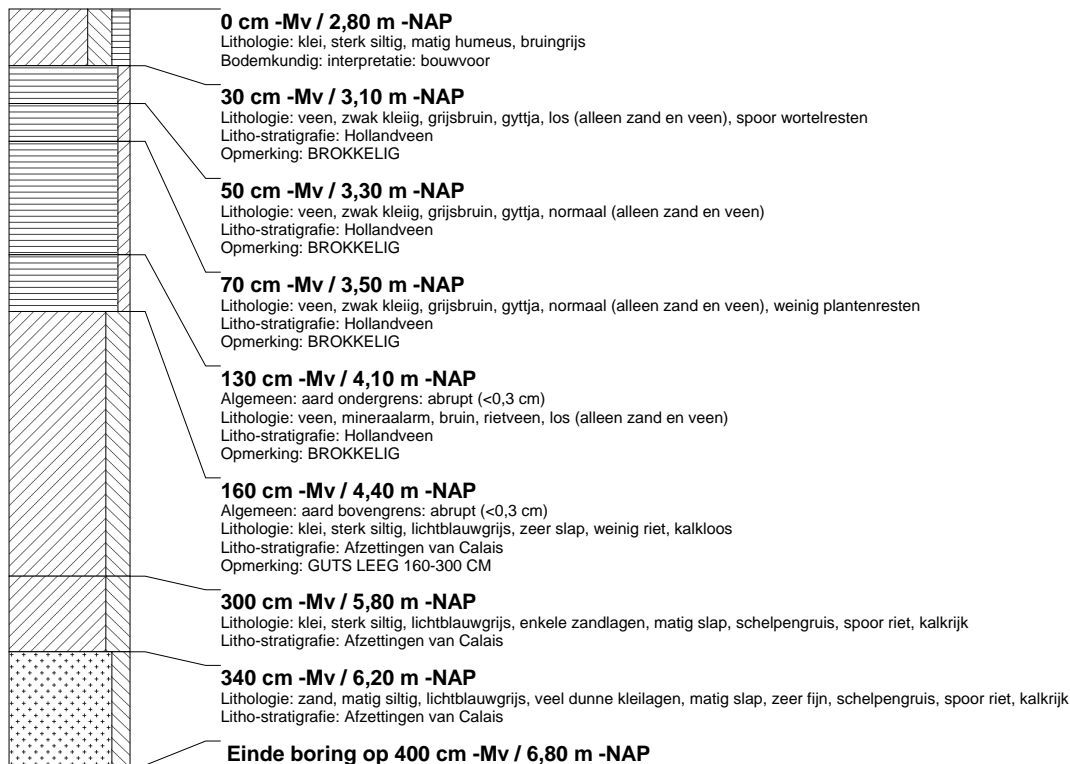 0 cm -Mv / 2,80 m -NAP
Lithologie: klei, sterk siltig, matig humeus, bruingrijs
Bodemkundig: interpretatie: bouwvoor
30 cm -Mv / 3,10 m -NAP
Lithologie: veen, zwak kleiig, grijsbruin, gyttja, los (alleen zand en veen), spoor wortelresten
Litho-stratigrafie: Hollandveen
Opmerking: BROKKELIG
50 cm -Mv / 3,30 m -NAP
Lithologie: veen, zwak kleiig, grijsbruin, gyttja, normaal (alleen zand en veen)
Litho-stratigrafie: Hollandveen
Opmerking: BROKKELIG
70 cm -Mv / 3,50 m -NAP
Lithologie: veen, zwak kleiig, grijsbruin, gyttja, normaal (alleen zand en veen), weinig plantenresten
Litho-stratigrafie: Hollandveen
Opmerking: BROKKELIG
130 cm -Mv / 4,10 m -NAP
Algemeen: aard ondergrens: abrupt (<0,3 cm)
Lithologie: veen, mineraalarm, bruin, rietveen, los (alleen zand en veen)
Litho-stratigrafie: Hollandveen
Opmerking: BROKKELIG
160 cm -Mv / 4,40 m -NAP
Algemeen: aard bovengrens: abrupt (<0,3 cm)
Lithologie: klei, sterk siltig, lichtblauwgrijs, zeer slap, weinig riet, kalkloos
Litho-stratigrafie: Afzettingen van Calais
Opmerking: GUTS LEEG 160-300 CM
300 cm -Mv / 5,80 m -NAP
Lithologie: klei, sterk siltig, lichtblauwgrijs, enkele zandlagen, matig slap, schelpengruis, spoor riet, kalkrijk
Litho-stratigrafie: Afzettingen van Calais
340 cm -Mv / 6,20 m -NAP
Lithologie: zand, matig siltig, lichtblauwgrijs, veel dunne kleilagen, matig slap, zeer fijn, schelpengruis, spoor riet, kalkrijk
Litho-stratigrafie: Afzettingen van Calais
Einde boring op 400 cm -Mv / 6,80 m -NAP